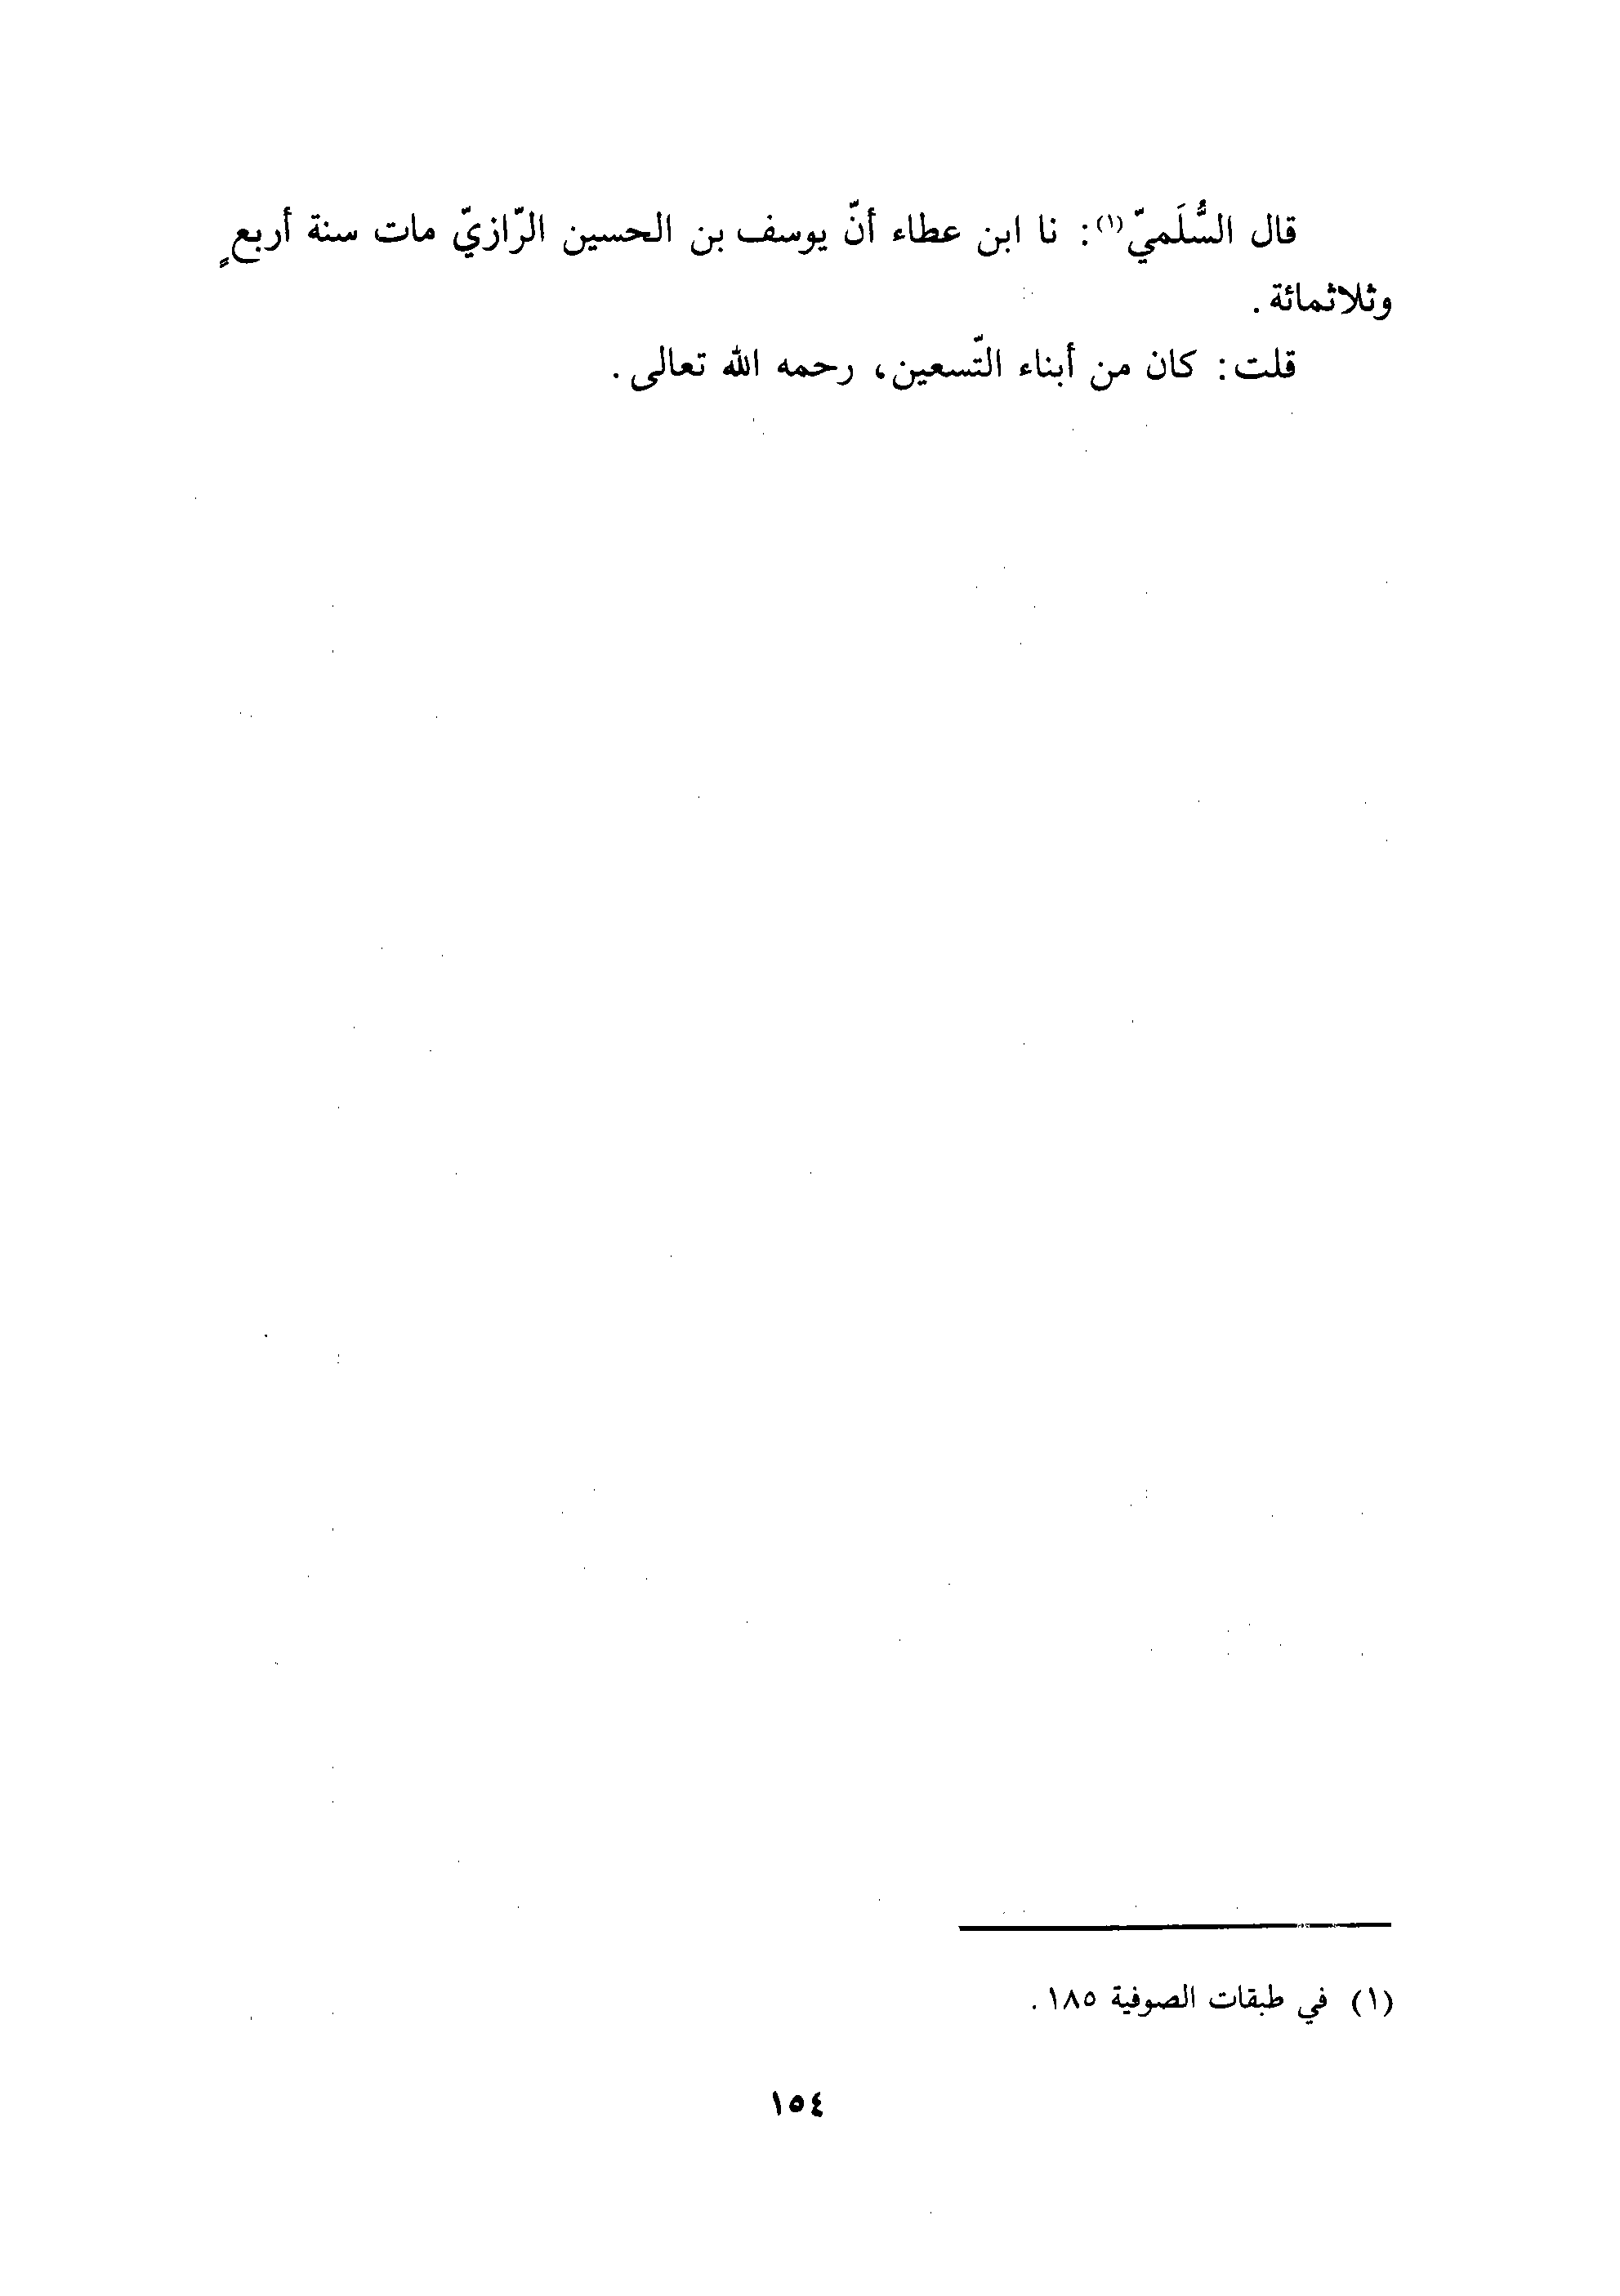 قال السُّلَميّ(١): نا ابن عطاء أنّ يوسف بن الحسين الرّازيّ مات سنة أربعٍ
وثلاثمائة.
قلت: كان من أبناء التّسعين، رحمه الله تعالى.
(١) في طبقات الصوفية ١٨٥.
١٥٤